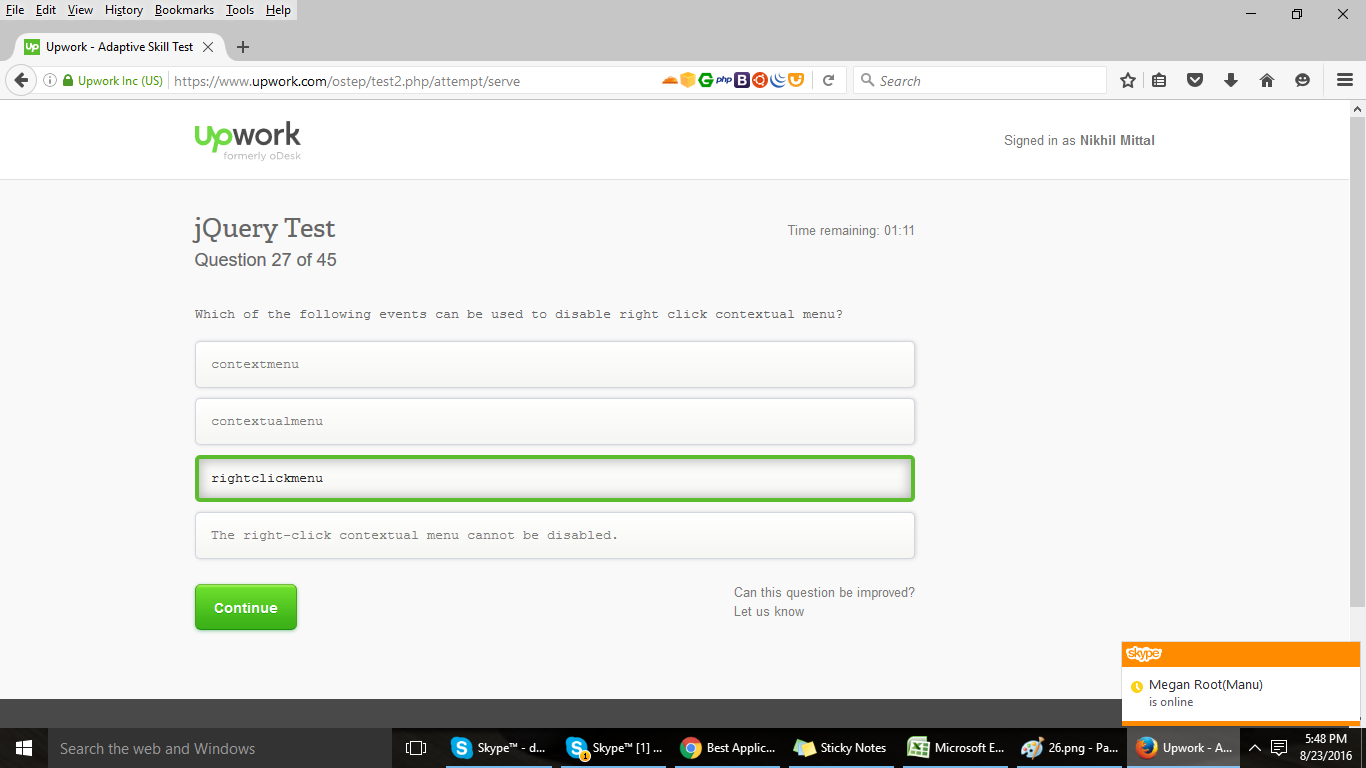 File Edit View History Bookmarks Tools Help
Up Upwork - Adaptive Skill Test
Upwork Inc (US) https://www.upwork.com/ostep/test2.php/attempt/serve php B Search
upwork
formerly oDesk
Signed in as Nikhil Mittal
jQuery Test
Time remaining: 01:11
Question 27 of 45
Which of the following events can be used to disable right click contextual menu?
contextmenu
contextualmenu
rightclickmenu
The right-click contextual menu cannot be disabled.
Continue
Can this question be improved?
Let us know
skype
Megan Root(Manu)
is online
Search the web and Windows
Skype™ - d...
Skype™ [1] ...
Best Applic...
Sticky Notes
Microsoft E...
26.png - Pa...
Upwork - A...
5:48 PM
8/23/2016